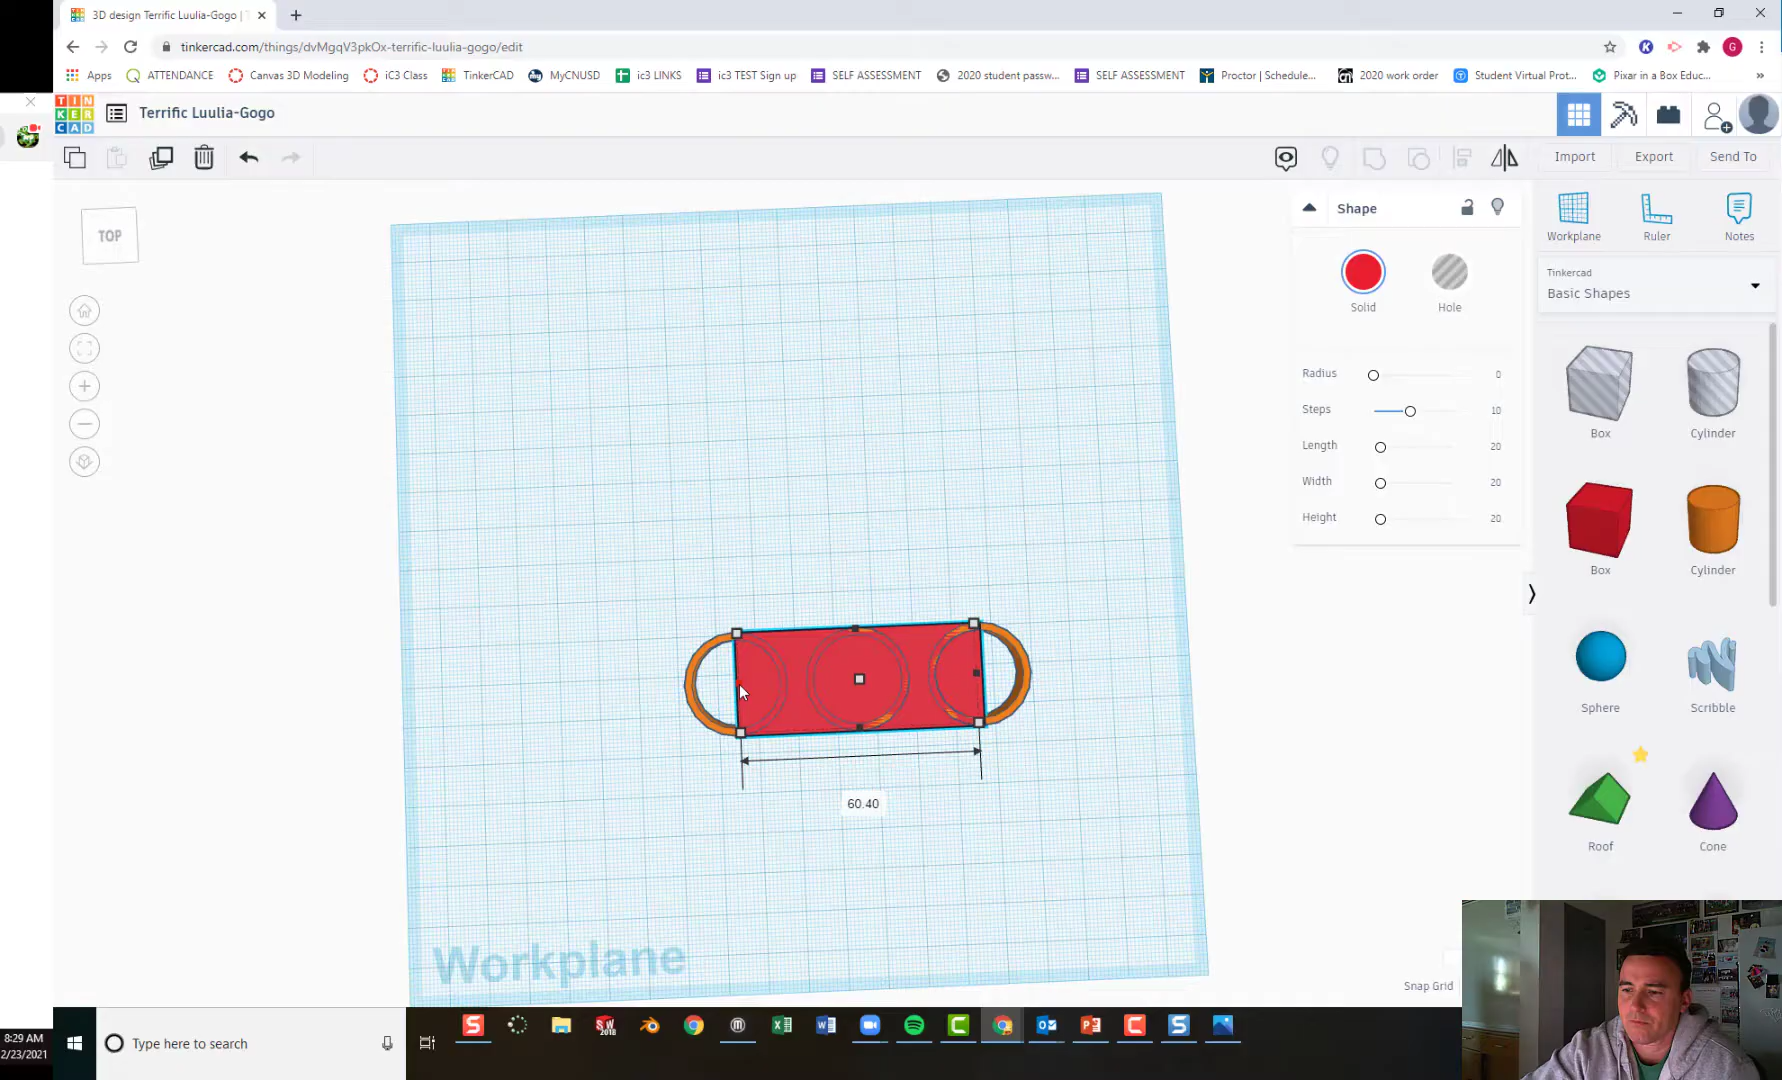 3D design Terrific Luulia-Gogo |
tinkercad.com/things/dvMgqV3pkOx-terrific-luulia-gogo/edit
Apps ATTENDANCE Canvas 3D Modeling iC3 Class TinkerCAD MyCNUSD iC3 LINKS iC3 TEST Sign up SELF ASSESSMENT 2020 student passw... SELF ASSESSMENT Proctor | Schedule... 2020 work order Student Virtual Prot... Pixar in a Box Educ...
TIN
KER
CAD
Terrific Luulia-Gogo
Import Export Send To
TOP
Shape
Solid Hole
Radius 0
Steps 10
Length 20
Width 20
Height 20
Workplane Ruler Notes
Tinkercad
Basic Shapes
Box Cylinder
Box Cylinder
Sphere Scribble
Roof Cone
60.40
Workplane
Snap Grid
8:29 AM
2/23/2021
Type here to search